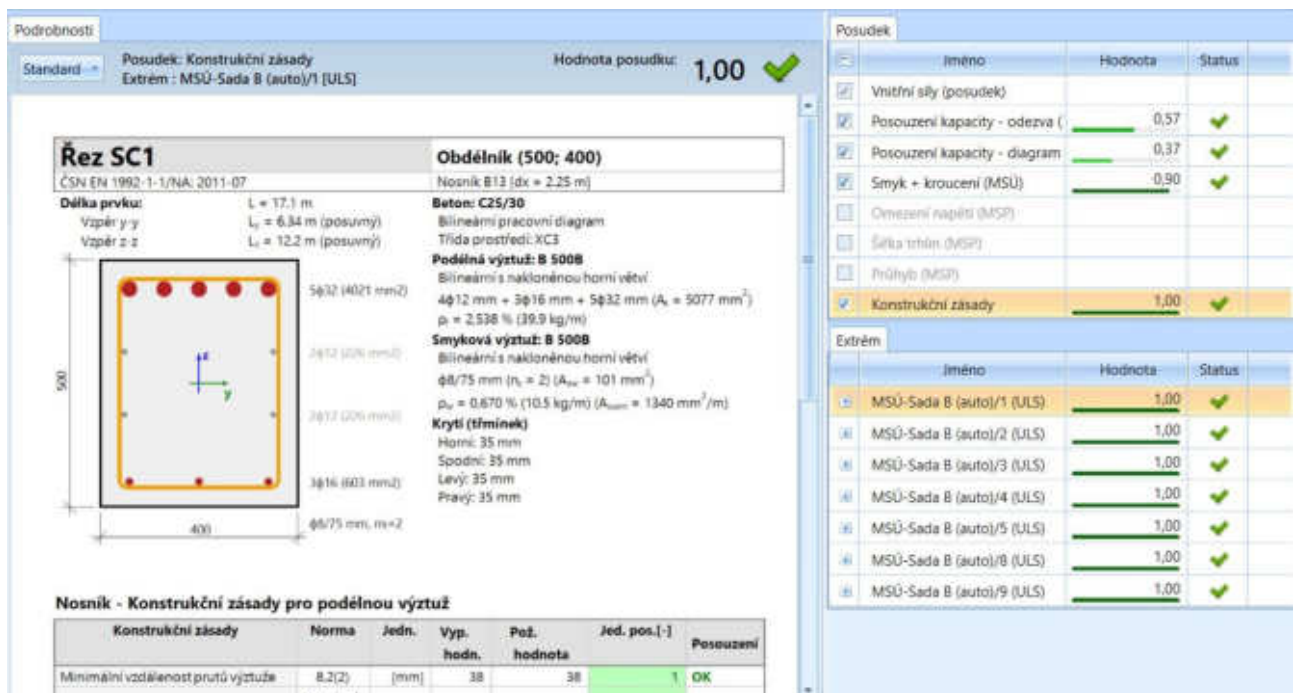 Podrobnosti
Standard
Posudek: Konstrukční zásady
Extrém : MSÚ-Sada B (auto)/1 [ULS]
Hodnota posudku: 1,00
Řez SC1
Obdélník (500; 400)
ČSN EN 1992-1-1/NA: 2011-07
Nosník B13 [dx = 2.25 m]
Délka prvku: L = 17.1 m
Vzpěr y-y Ly = 6.34 m (posuvný)
Vzpěr z-z Lz = 12.2 m (posuvný)
Beton: C25/30
Bilineární pracovní diagram
Třída prostředí: XC3
Podélná výztuž: B 500B
Bilineární s nakloněnou horní větví
4ϕ12 mm + 3ϕ16 mm + 5ϕ32 mm (As = 5077 mm²)
ρl = 2,538 % (39.9 kg/m)
Smyková výztuž: B 500B
Bilineární s nakloněnou horní větví
ϕ8/75 mm (ns = 2) (Asw = 101 mm²)
ρw = 0,670 % (10.5 kg/m) (Aswm = 1340 mm²/m)
Krytí (třmínek)
Horní: 35 mm
Spodní: 35 mm
Levý: 35 mm
Pravý: 35 mm
5ϕ32 (4021 mm2)
2ϕ12 (226 mm2)
2ϕ12 (226 mm2)
3ϕ16 (603 mm2)
ϕ8/75 mm, ns=2
500
400
z
y
Nosník - Konstrukční zásady pro podélnou výztuž
Konstrukční zásady Norma Jedn. Vyp. hodn. Pož. hodnota Jed. pos.[-] Posouzení
Minimální vzdálenost prutů výztuže 8.2(2) [mm] 38 38 1 OK
Posudek
Jméno Hodnota Status
Vnitřní síly (posudek)
Posouzení kapacity - odezva ( 0,57
Posouzení kapacity - diagram 0,37
Smyk + kroucení (MSÚ) 0,90
Omezení napětí (MSP)
Šířka trhlin (MSP)
Průhyb (MSP)
Konstrukční zásady 1,00
Extrém
Jméno Hodnota Status
MSÚ-Sada B (auto)/1 (ULS) 1,00
MSÚ-Sada B (auto)/2 (ULS) 1,00
MSÚ-Sada B (auto)/3 (ULS) 1,00
MSÚ-Sada B (auto)/4 (ULS) 1,00
MSÚ-Sada B (auto)/5 (ULS) 1,00
MSÚ-Sada B (auto)/8 (ULS) 1,00
MSÚ-Sada B (auto)/9 (ULS) 1,00